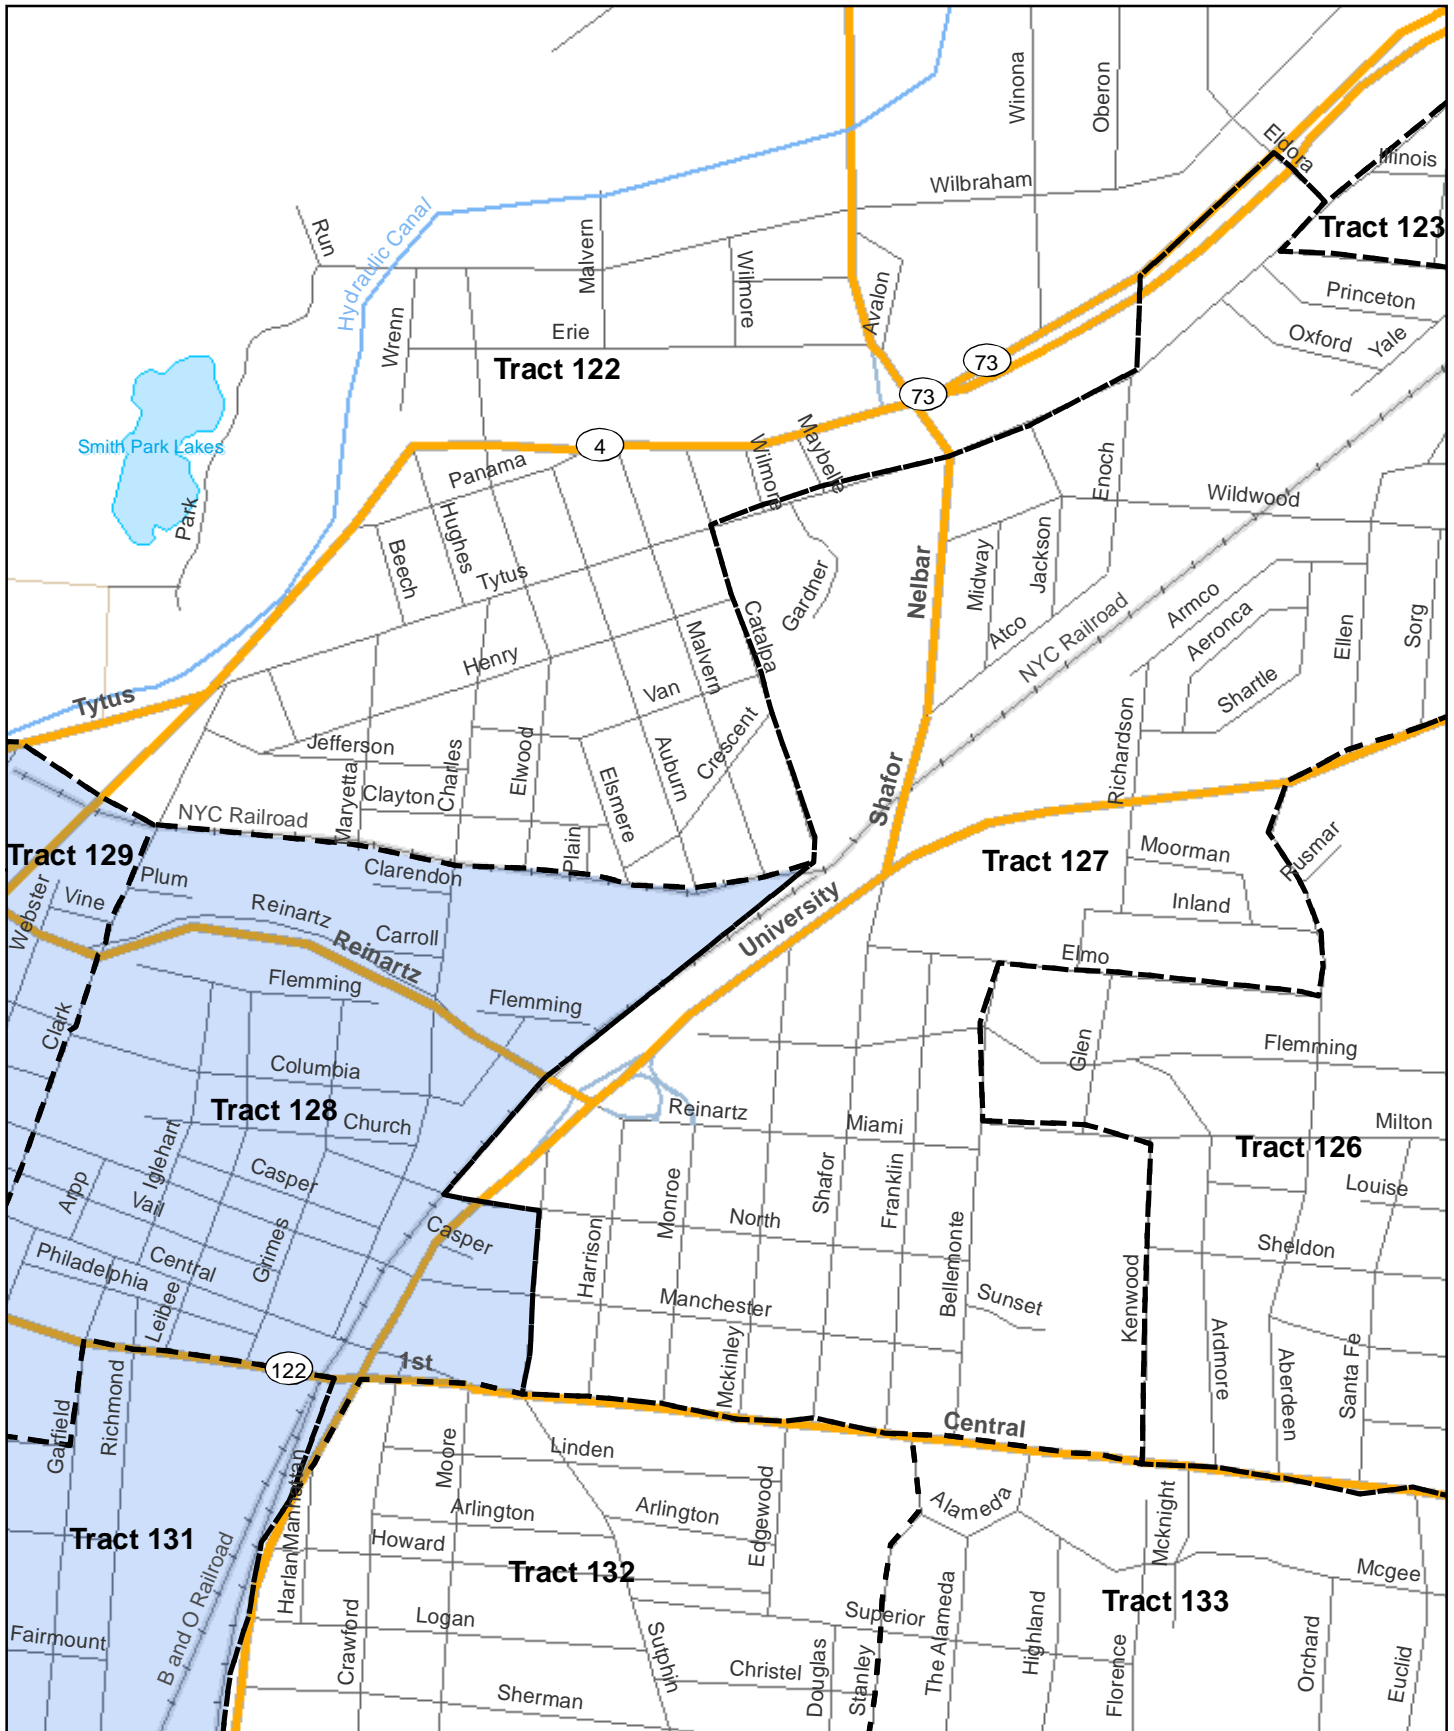 Winona
Oberon
Eldora
Illinois
Wilbraham
Tract 123
Run
Hydraulic Canal
Malvern
Wilmore
Avalon
Princeton
Oxford
Yale
Wrenn
Erie
Tract 122
73
73
4
Smith Park Lakes
Park
Panama
Wilmore
Maybelle
Enoch
Wildwood
Hughes
Beech
Tytus
Nelbar
Midway
Jackson
Gardner
Catalpa
Atco
NYC Railroad
Armco
Aeronca
Ellen
Sorg
Shartle
Henry
Malvern
Van
Tytus
Jefferson
Charles
Elwood
Auburn
Crescent
Richardson
Maryetta
Clayton
Elsmere
Shafor
NYC Railroad
Plain
Tract 129
Clarendon
Tract 127
Moorman
Rusmar
Webster
Vine
Plum
Reinartz
Carroll
Reinartz
University
Inland
Elmo
Flemming
Flemming
Clark
Glen
Flemming
Columbia
Tract 128
Church
Reinartz
Miami
Milton
Tract 126
Iglehart
Arpp
Vail
Casper
Grimes
Casper
Monroe
Shafor
Franklin
Louise
North
Harrison
Bellemonte
Sheldon
Central
Philadelphia
Leibee
Manchester
Sunset
Kenwood
Ardmore
Aberdeen
Santa Fe
122
1st
Mckinley
Garfield
Richmond
Central
Moore
Linden
Edgewood
Alameda
Mcknight
Harlan
Manhattan
Arlington
Arlington
Tract 131
Howard
Tract 132
Mcgee
B and O Railroad
Tract 133
Fairmount
Crawford
Logan
Superior
The Alameda
Highland
Sutphin
Christel
Douglas
Stanley
Florence
Orchard
Euclid
Sherman